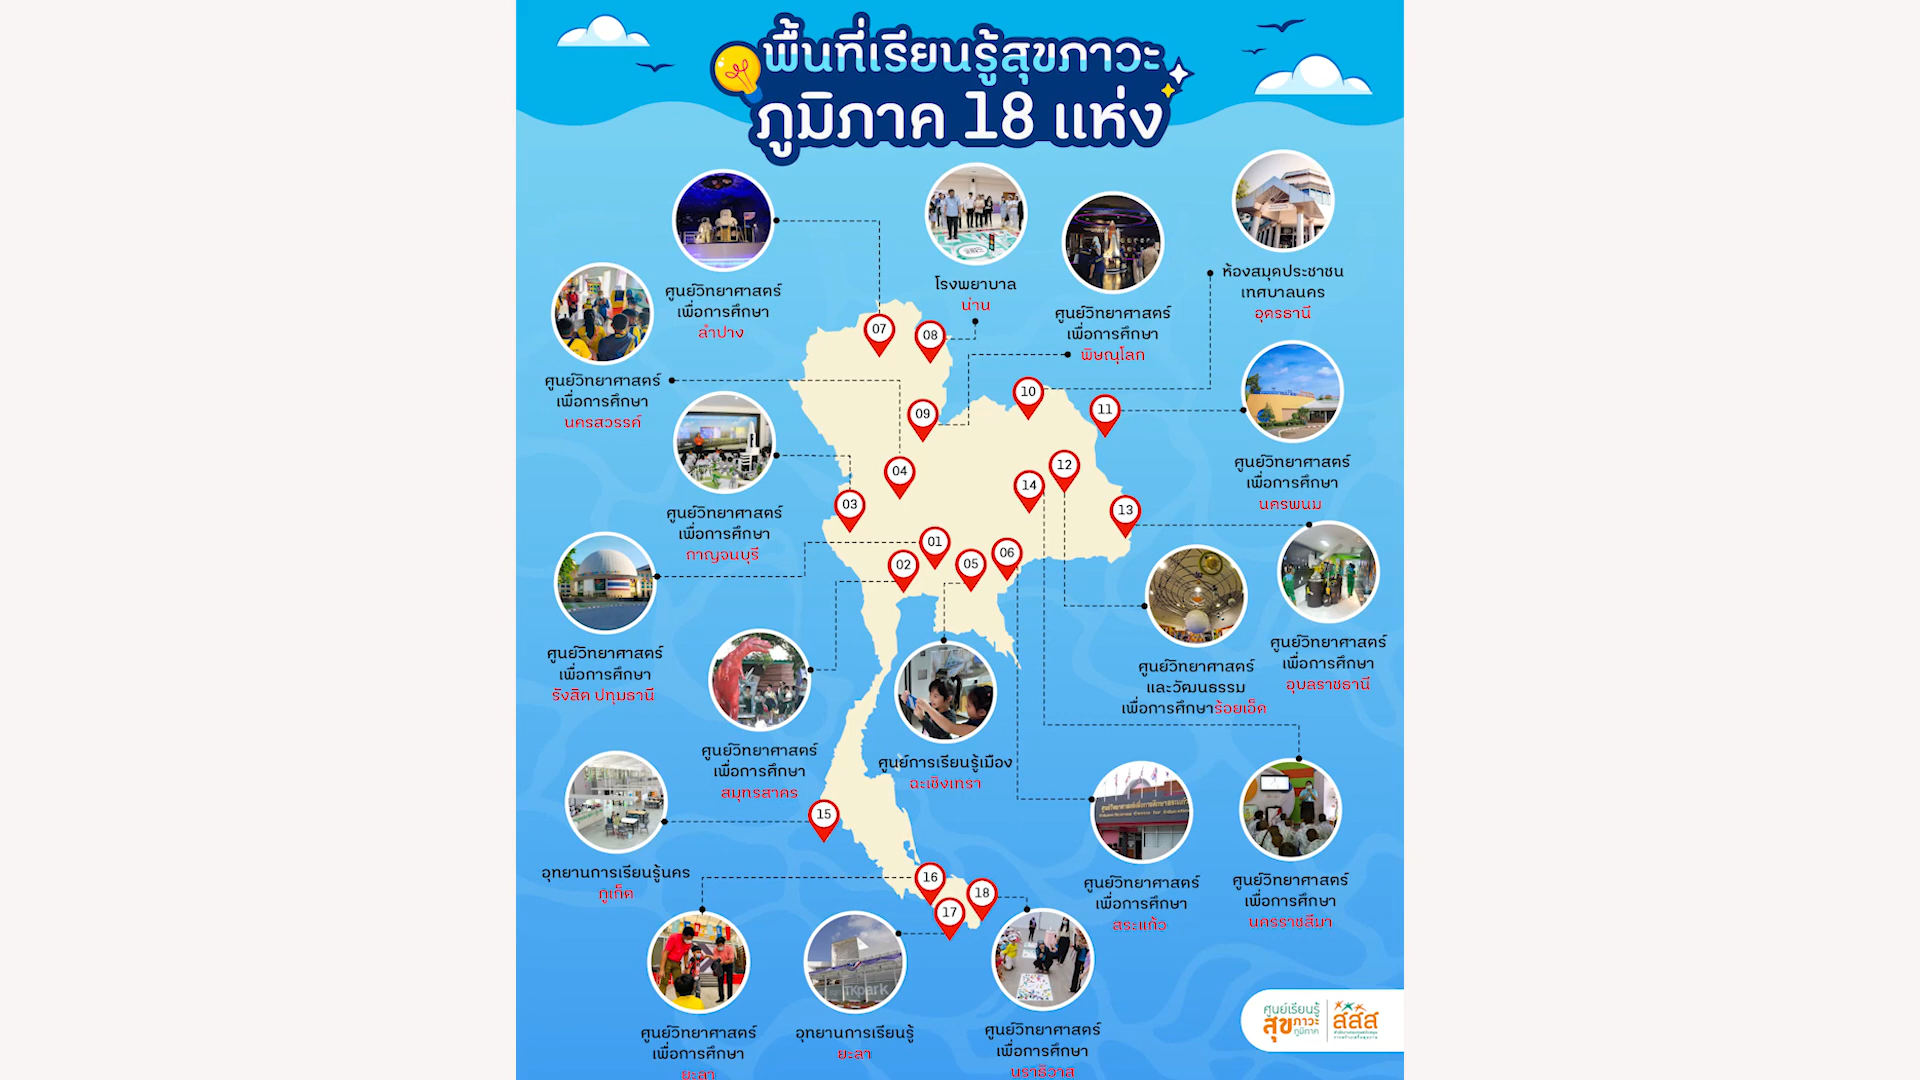 พื้นที่เรียนรู้สุขภาวะ
ภูมิภาค 18 แห่ง
ศูนย์วิทยาศาสตร์
เพื่อการศึกษา
ลำปาง
โรงพยาบาล
น่าน
ศูนย์วิทยาศาสตร์
เพื่อการศึกษา
พิษณุโลก
ห้องสมุดประชาชน
เทศบาลนคร
อุดรธานี
ศูนย์วิทยาศาสตร์
เพื่อการศึกษา
นครสวรรค์
ศูนย์วิทยาศาสตร์
เพื่อการศึกษา
นครพนม
ศูนย์วิทยาศาสตร์
เพื่อการศึกษา
กาญจนบุรี
07
08
10
11
09
04
12
14
03
13
01
06
02
05
ศูนย์วิทยาศาสตร์
เพื่อการศึกษา
รังสิต ปทุมธานี
ศูนย์วิทยาศาสตร์
และวัฒนธรรม
เพื่อการศึกษาร้อยเอ็ด
ศูนย์วิทยาศาสตร์
เพื่อการศึกษา
อุบลราชธานี
ศูนย์วิทยาศาสตร์
เพื่อการศึกษา
สมุทรสาคร
ศูนย์การเรียนรู้เมือง
ฉะเชิงเทรา
15
อุทยานการเรียนรู้นคร
ภูเก็ต
ศูนย์วิทยาศาสตร์
เพื่อการศึกษา
สระแก้ว
ศูนย์วิทยาศาสตร์
เพื่อการศึกษา
นครราชสีมา
16
18
17
TKpark
ศูนย์วิทยาศาสตร์
เพื่อการศึกษา
ยะลา
อุทยานการเรียนรู้
ยะลา
ศูนย์วิทยาศาสตร์
เพื่อการศึกษา
นราธิวาส
ศูนย์เรียนรู้
สุขภาวะ
ภูมิภาค
สสส